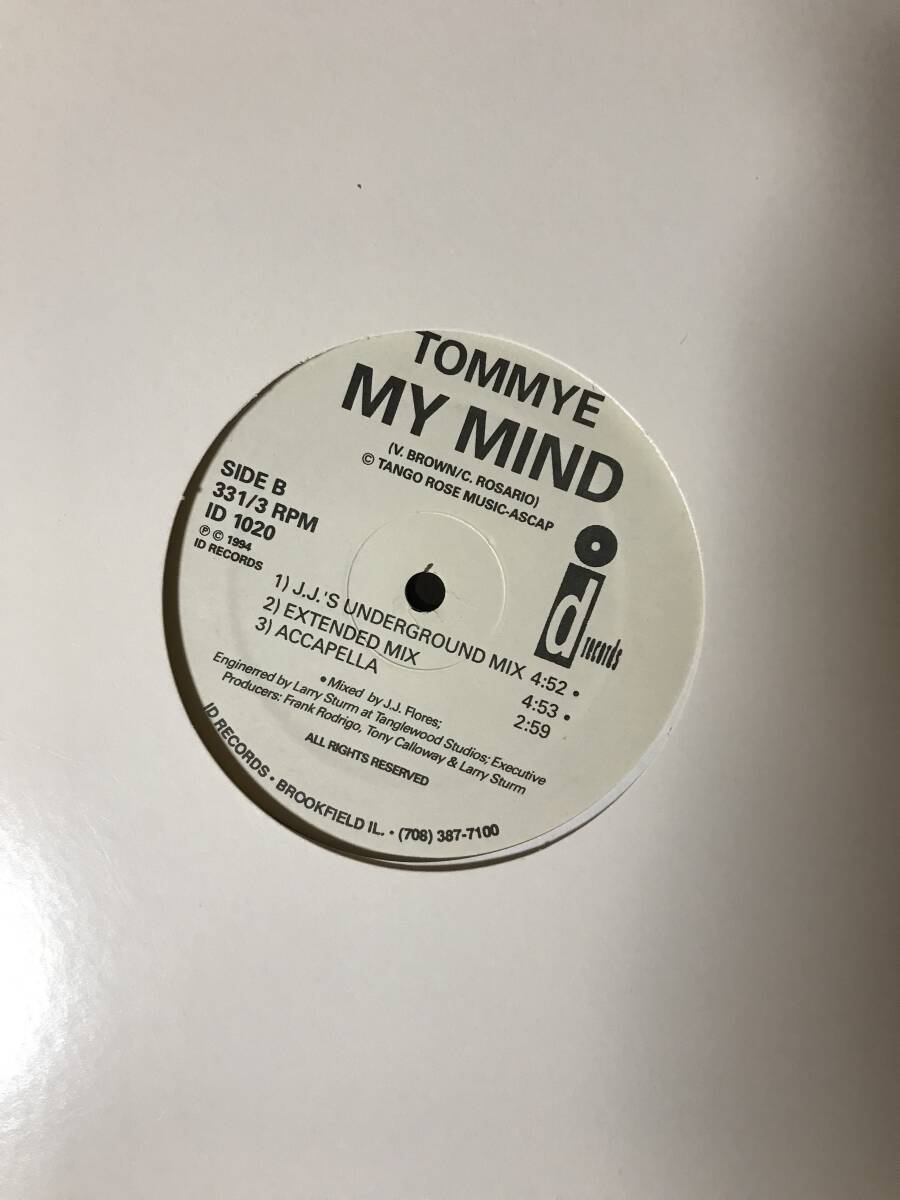 TOMMYE
MY MIND
(V. BROWN/C. ROSARIO)
© TANGO ROSE MUSIC-ASCAP
SIDE B
331/3 RPM
ID 1020
℗ © 1994
ID RECORDS
id records
1) J.J.'S UNDERGROUND MIX 4:52 •
2) EXTENDED MIX 4:53 •
3) ACCAPELLA 2:59
• Mixed by J.J. Flores;
Enginerred by Larry Sturm at Tanglewood Studios; Executive
Producers: Frank Rodrigo, Tony Calloway & Larry Sturm
ALL RIGHTS RESERVED
ID RECORDS • BROOKFIELD IL. • (708) 387-7100